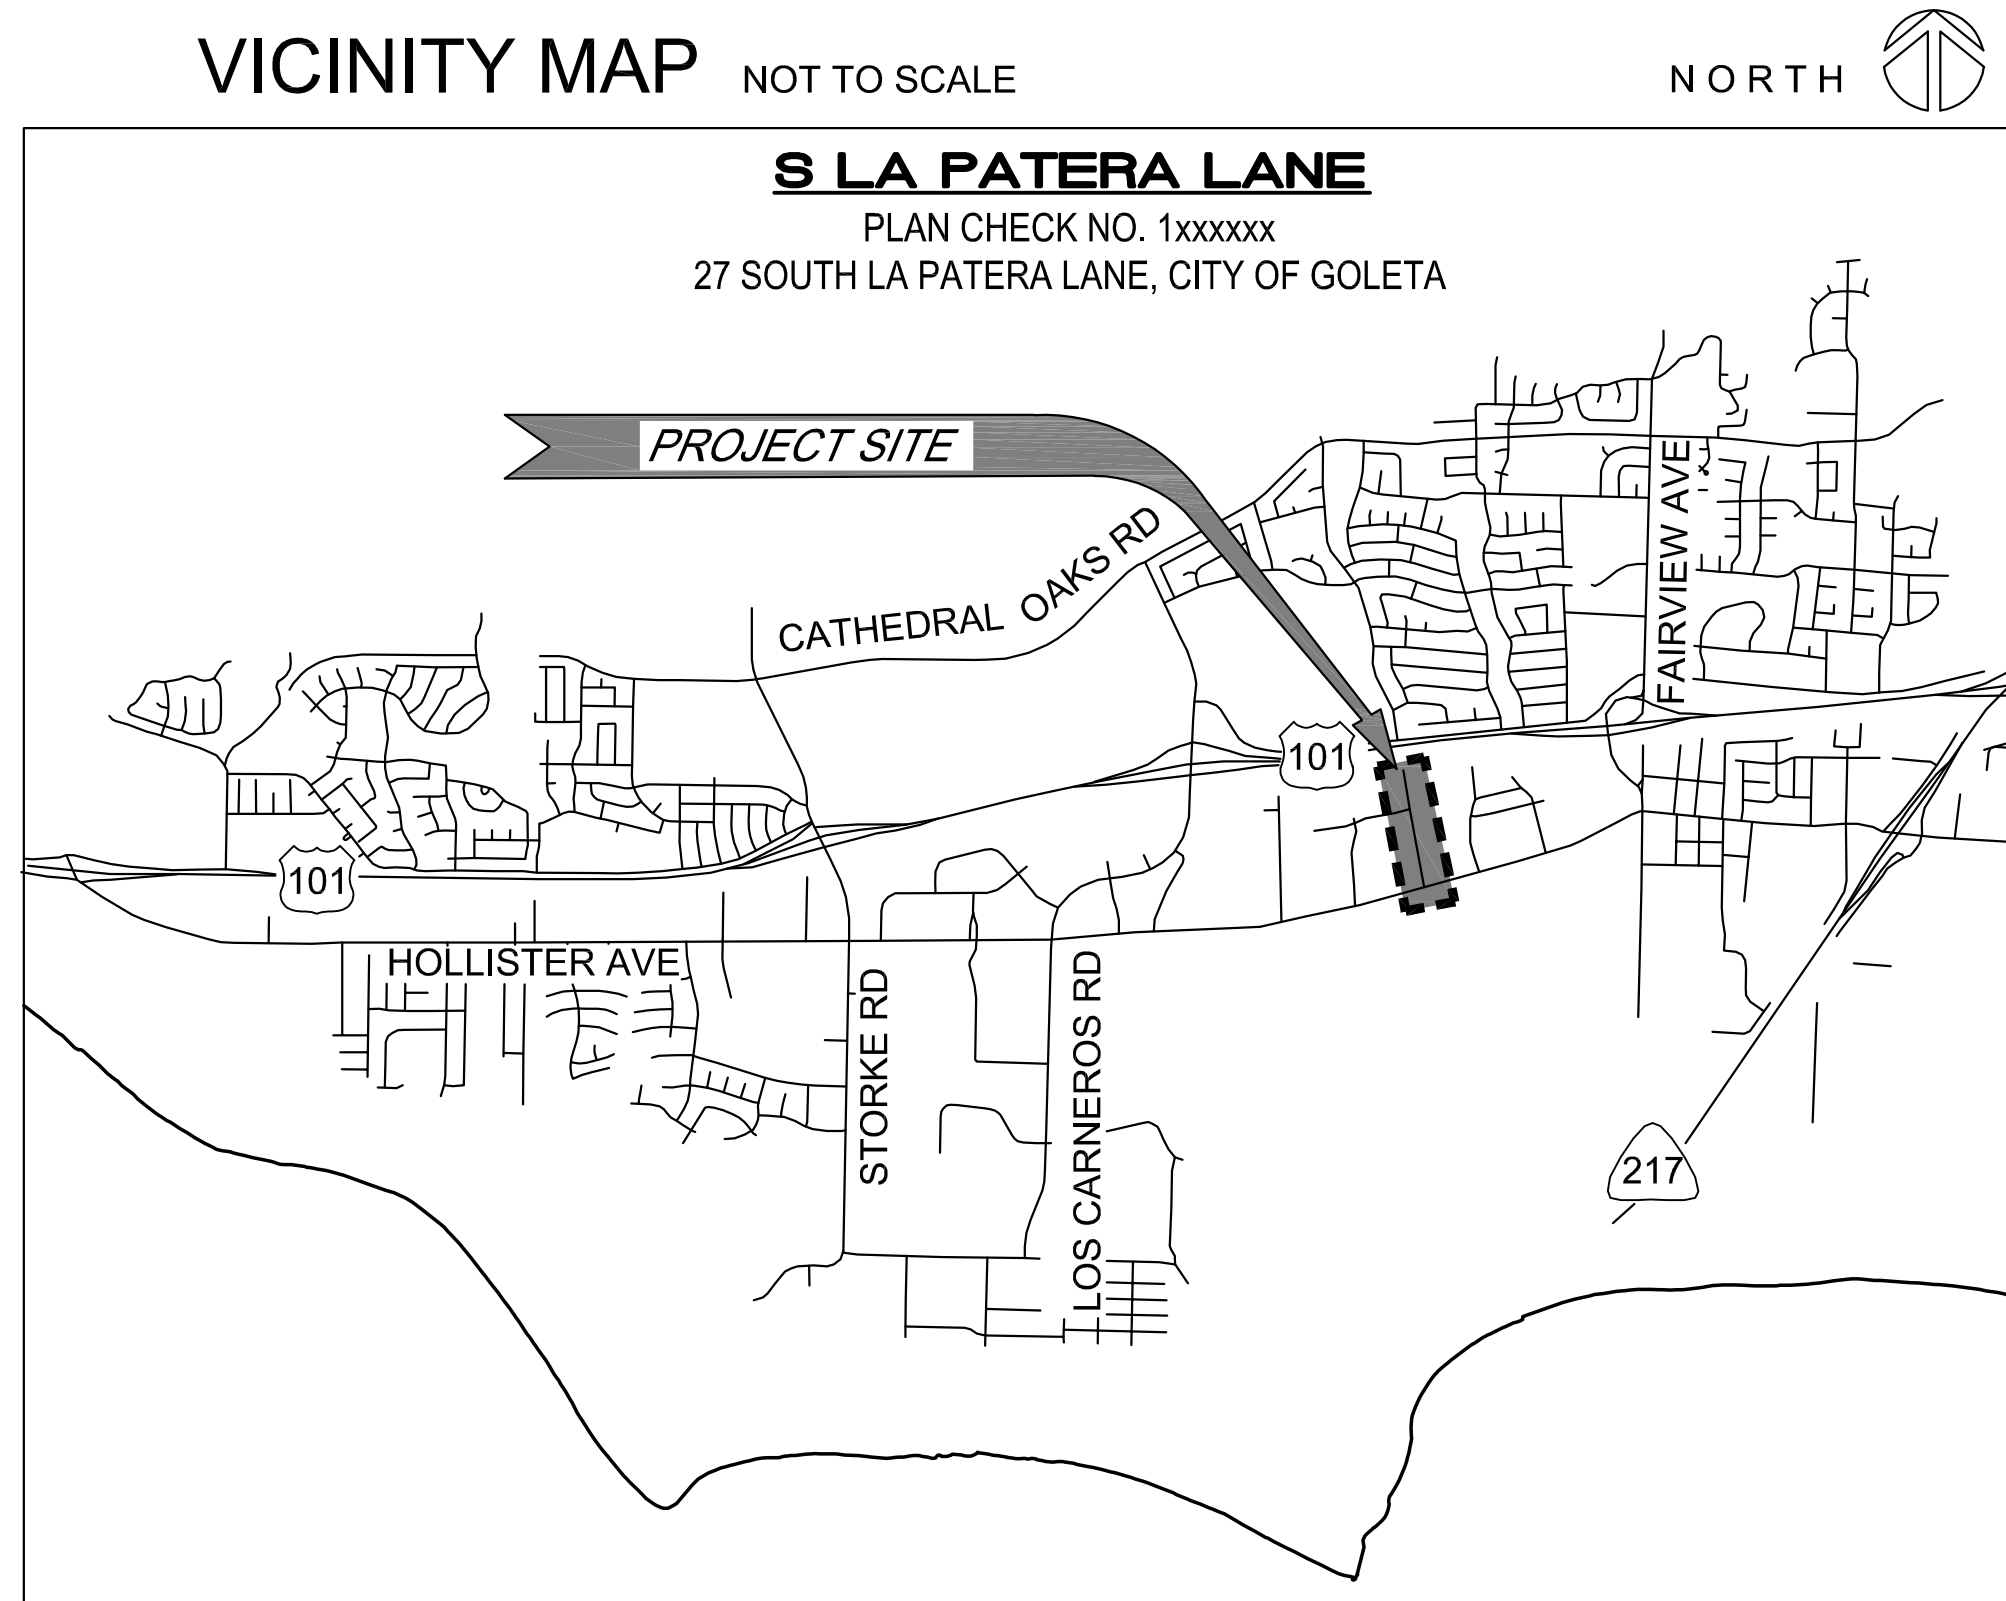 VICINITY MAP NOT TO SCALE
NORTH
S LA PATERA LANE
PLAN CHECK NO. 1xxxxxx
27 SOUTH LA PATERA LANE, CITY OF GOLETA
PROJECT SITE
CATHEDRAL OAKS RD
FAIRVIEW AVE
101
101
HOLLISTER AVE
STORKE RD
LOS CARNEROS RD
217